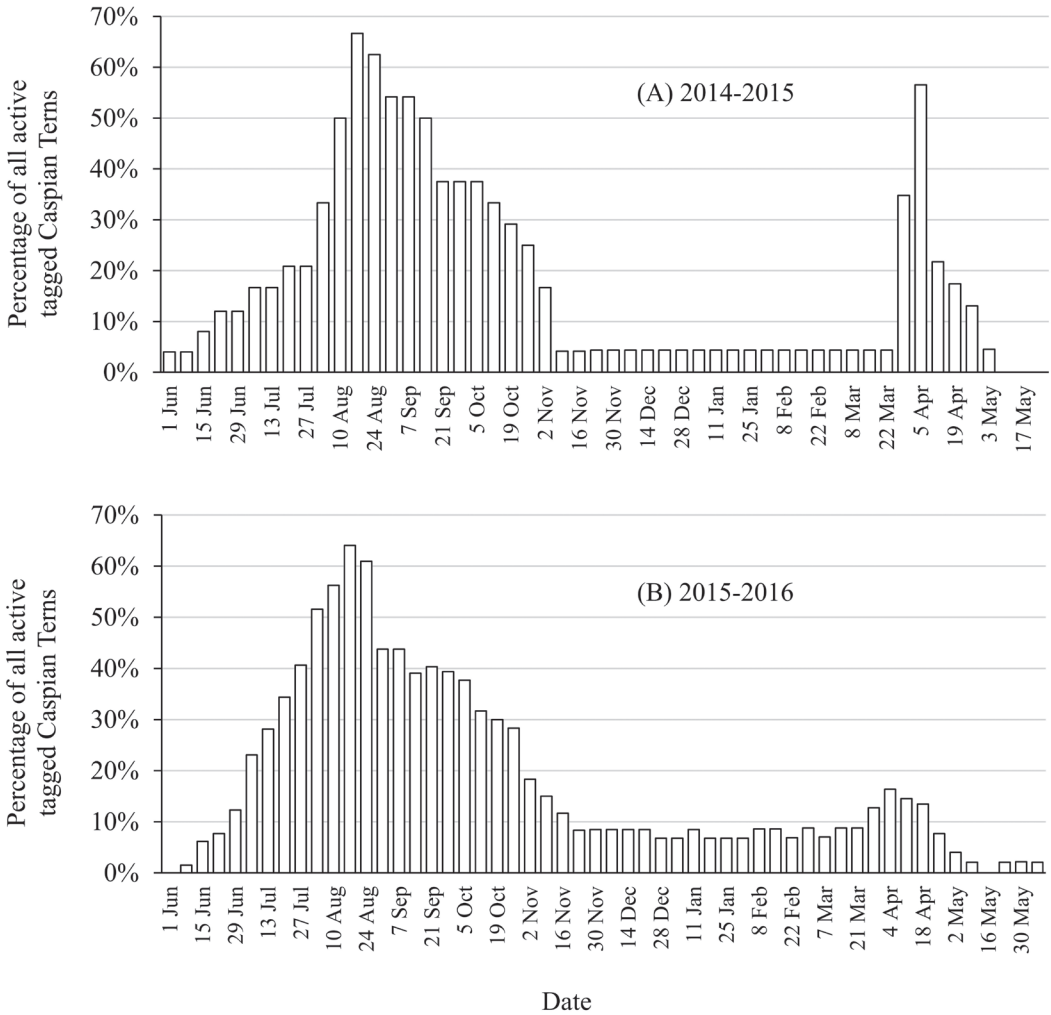 70%
60%
50%
40%
30%
20%
10%
0%
Percentage of all active
tagged Caspian Terns
(A) 2014-2015
1 Jun
15 Jun
29 Jun
13 Jul
27 Jul
10 Aug
24 Aug
7 Sep
21 Sep
5 Oct
19 Oct
2 Nov
16 Nov
30 Nov
14 Dec
28 Dec
11 Jan
25 Jan
8 Feb
22 Feb
8 Mar
22 Mar
5 Apr
19 Apr
3 May
17 May
70%
60%
50%
40%
30%
20%
10%
0%
Percentage of all active
tagged Caspian Terns
(B) 2015-2016
1 Jun
15 Jun
29 Jun
13 Jul
27 Jul
10 Aug
24 Aug
7 Sep
21 Sep
5 Oct
19 Oct
2 Nov
16 Nov
30 Nov
14 Dec
28 Dec
11 Jan
25 Jan
8 Feb
22 Feb
7 Mar
21 Mar
4 Apr
18 Apr
2 May
16 May
30 May
Date